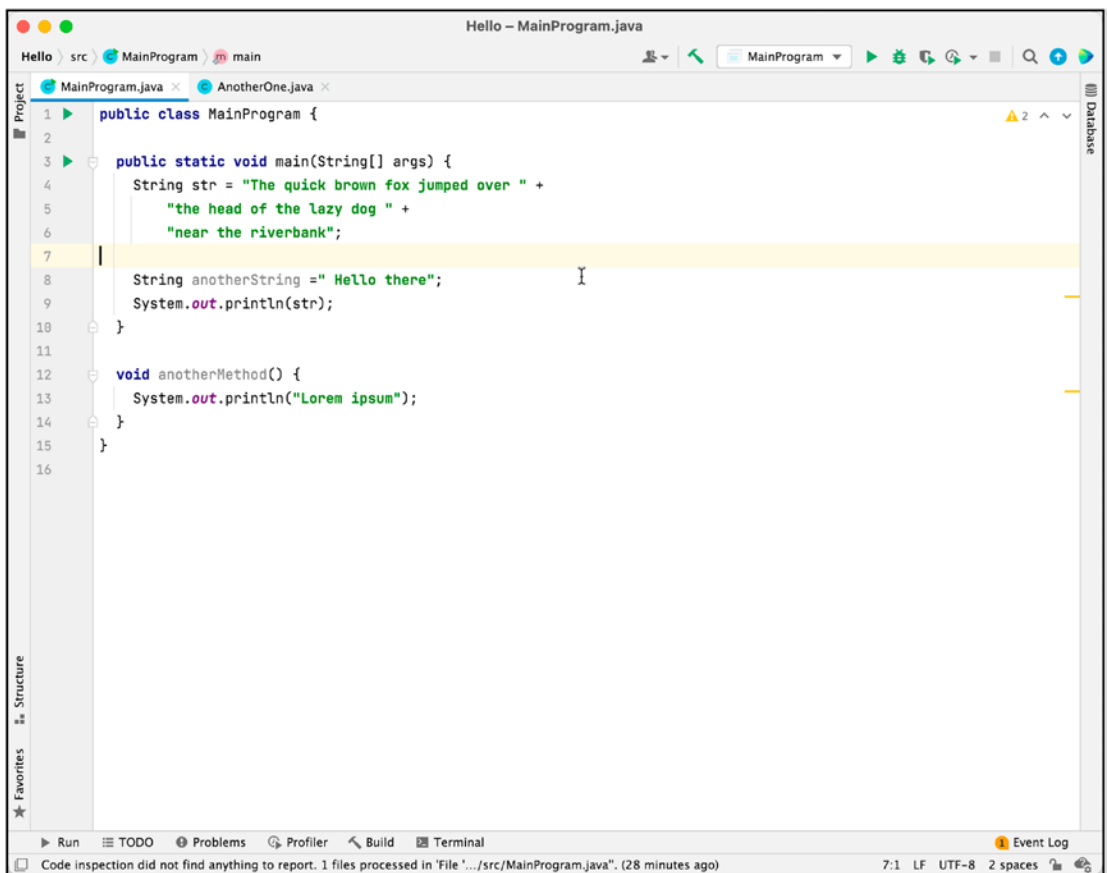 Hello – MainProgram.java
Hello src MainProgram main
MainProgram
MainProgram.java AnotherOne.java
Project
Database
2
1 public class MainProgram {
2
3 public static void main(String[] args) {
4 String str = "The quick brown fox jumped over " +
5 "the head of the lazy dog " +
6 "near the riverbank";
7
8 String anotherString =" Hello there";
9 System.out.println(str);
10 }
11
12 void anotherMethod() {
13 System.out.println("Lorem ipsum");
14 }
15 }
16
Structure
Favorites
Run TODO Problems Profiler Build Terminal 1 Event Log
Code inspection did not find anything to report. 1 files processed in 'File '.../src/MainProgram.java''. (28 minutes ago) 7:1 LF UTF-8 2 spaces